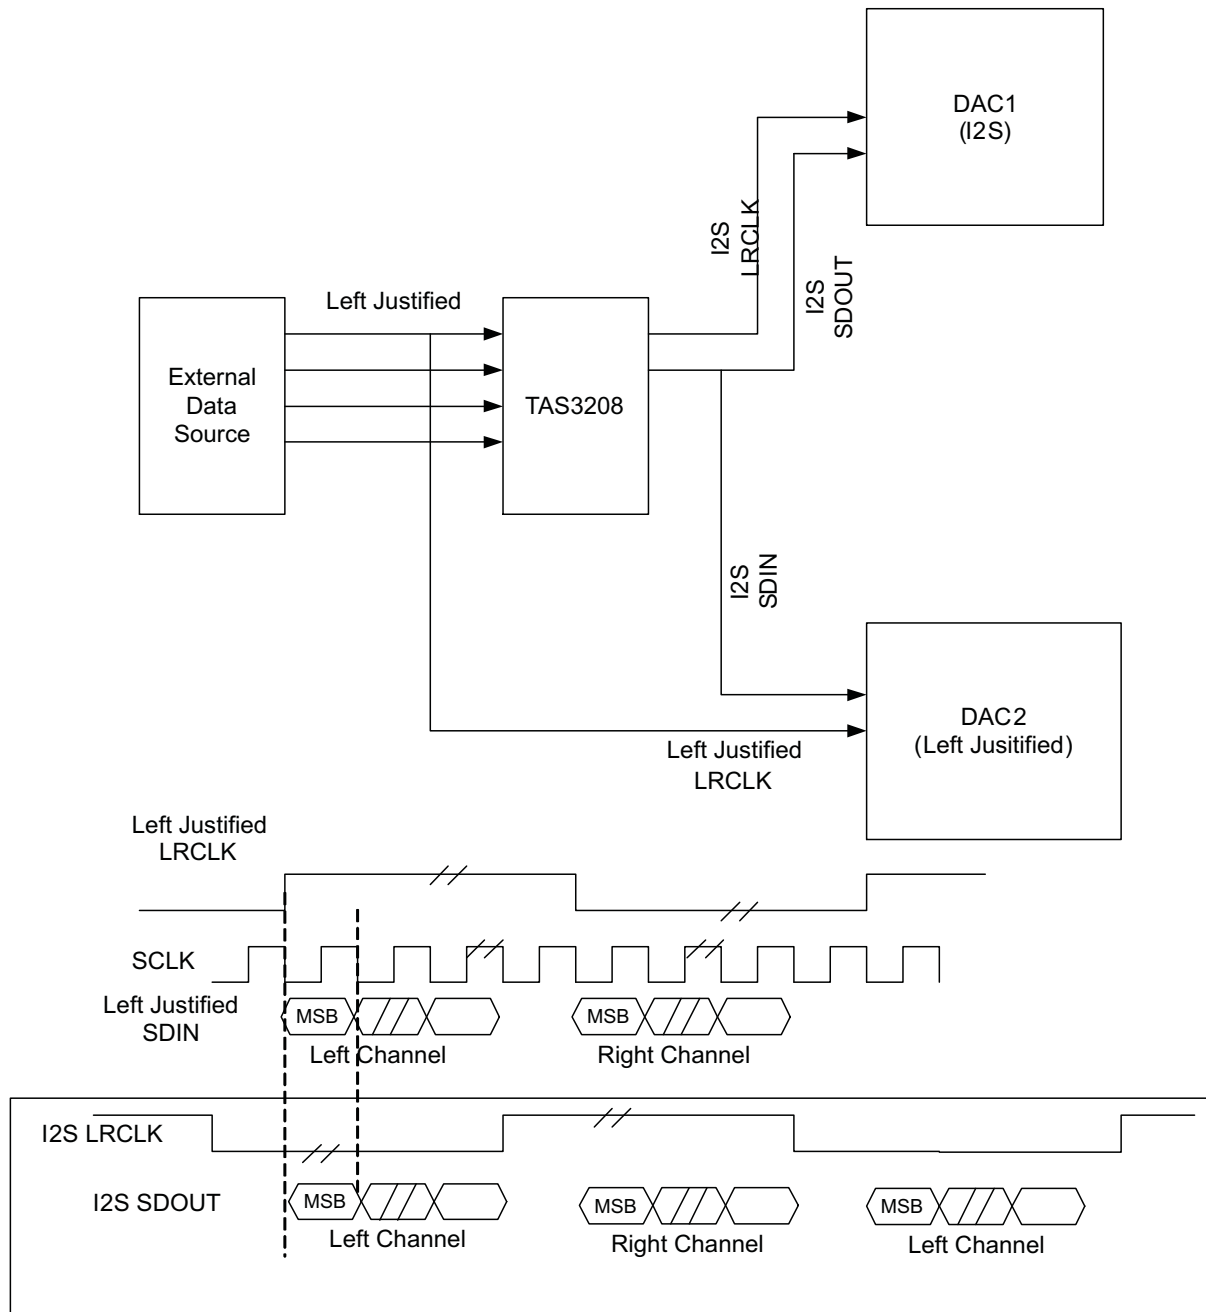 DAC1
(I2S)
I2S
LRCLK
I2S
SDOUT
Left Justified
External
Data
Source
TAS3208
I2S
SDIN
DAC2
(Left Jusitified)
Left Justified
LRCLK
Left Justified
LRCLK
SCLK
Left Justified
SDIN
MSB
MSB
Left Channel
Right Channel
I2S LRCLK
I2S SDOUT
MSB
MSB
MSB
Left Channel
Right Channel
Left Channel